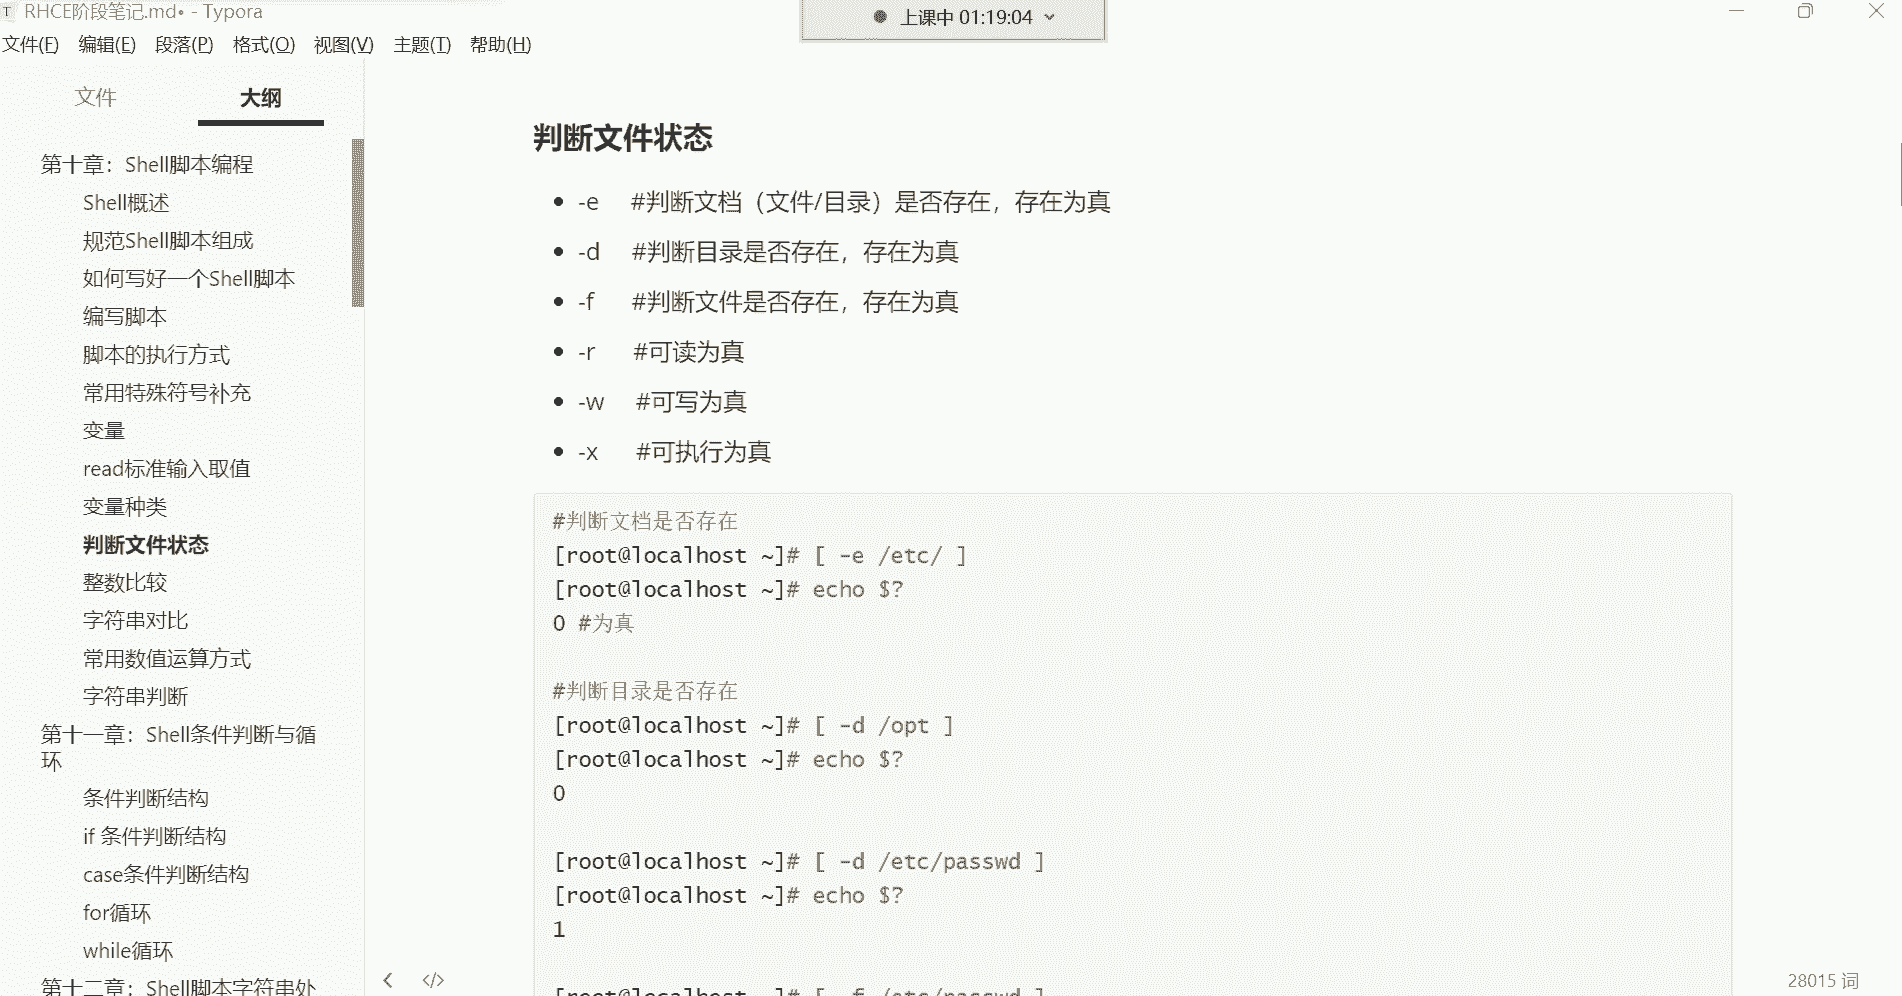 RHCE阶段笔记.md• - Typora
上课中 01:19:04
文件(F) 编辑(E) 段落(P) 格式(O) 视图(V) 主题(T) 帮助(H)
文件 大纲
第十章：Shell脚本编程
Shell概述
规范Shell脚本组成
如何写好一个Shell脚本
编写脚本
脚本的执行方式
常用特殊符号补充
变量
read标准输入取值
变量种类
判断文件状态
整数比较
字符串对比
常用数值运算方式
字符串判断
第十一章：Shell条件判断与循
环
条件判断结构
if 条件判断结构
case条件判断结构
for循环
while循环
第十二章：Shell脚本字符串处
判断文件状态
-e #判断文档（文件/目录）是否存在，存在为真
-d #判断目录是否存在，存在为真
-f #判断文件是否存在，存在为真
-r #可读为真
-w #可写为真
-x #可执行为真
#判断文档是否存在
[root@localhost ~]# [ -e /etc/ ]
[root@localhost ~]# echo $?
0 #为真
#判断目录是否存在
[root@localhost ~]# [ -d /opt ]
[root@localhost ~]# echo $?
0
[root@localhost ~]# [ -d /etc/passwd ]
[root@localhost ~]# echo $?
1
[root@localhost ~]# [ -f /etc/passwd ]
28015 词